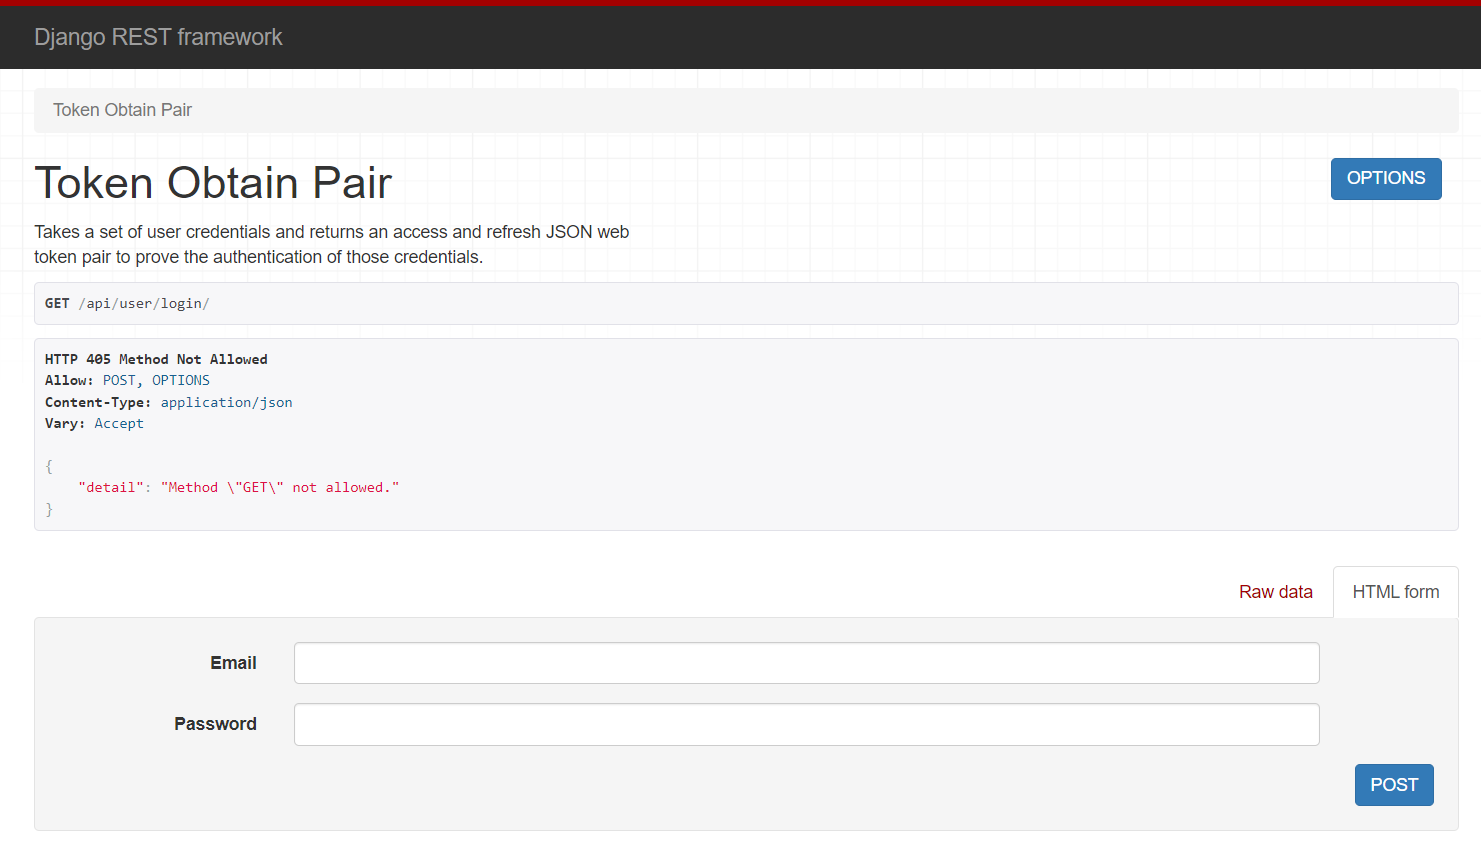 Django REST framework
Token Obtain Pair
Token Obtain Pair
OPTIONS
Takes a set of user credentials and returns an access and refresh JSON web
token pair to prove the authentication of those credentials.
GET /api/user/login/
HTTP 405 Method Not Allowed
Allow: POST, OPTIONS
Content-Type: application/json
Vary: Accept
{
    "detail": "Method \"GET\" not allowed."
}
Raw data
HTML form
Email
Password
POST